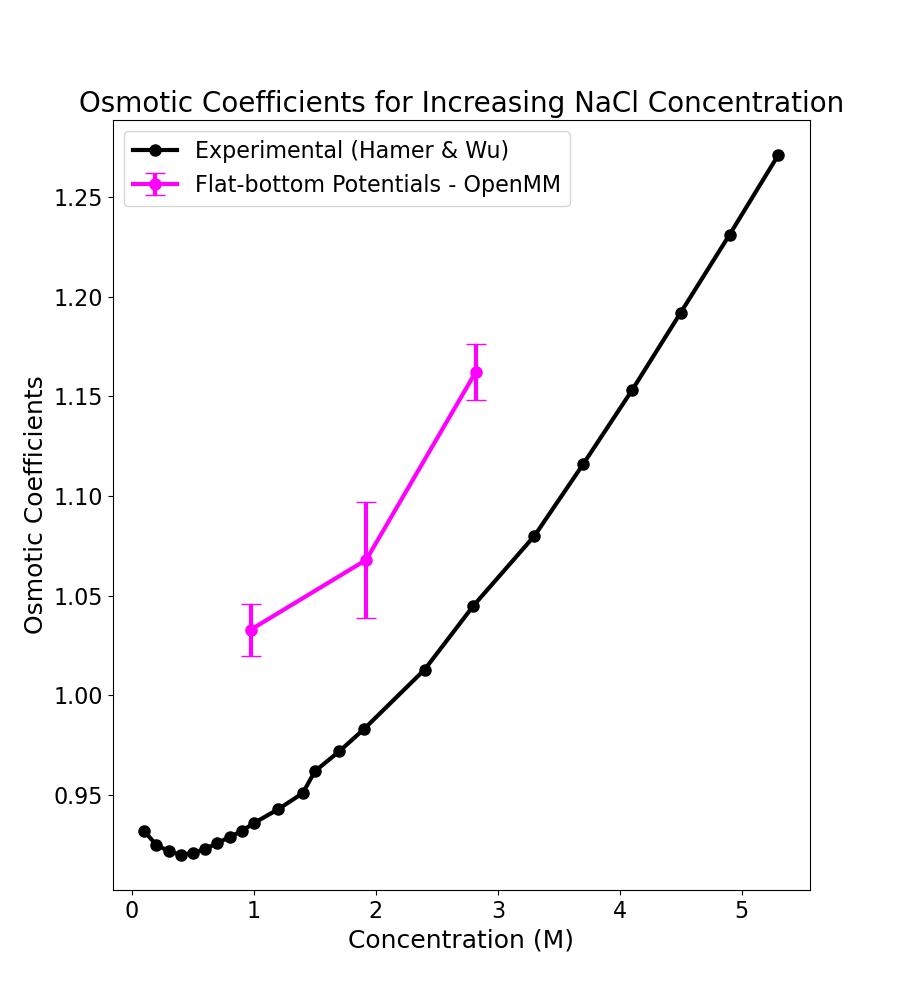 Osmotic Coefficients for Increasing NaCl Concentration
Experimental (Hamer & Wu)
Flat-bottom Potentials - OpenMM
Osmotic Coefficients
1.25
1.20
1.15
1.10
1.05
1.00
0.95
0 1 2 3 4 5
Concentration (M)